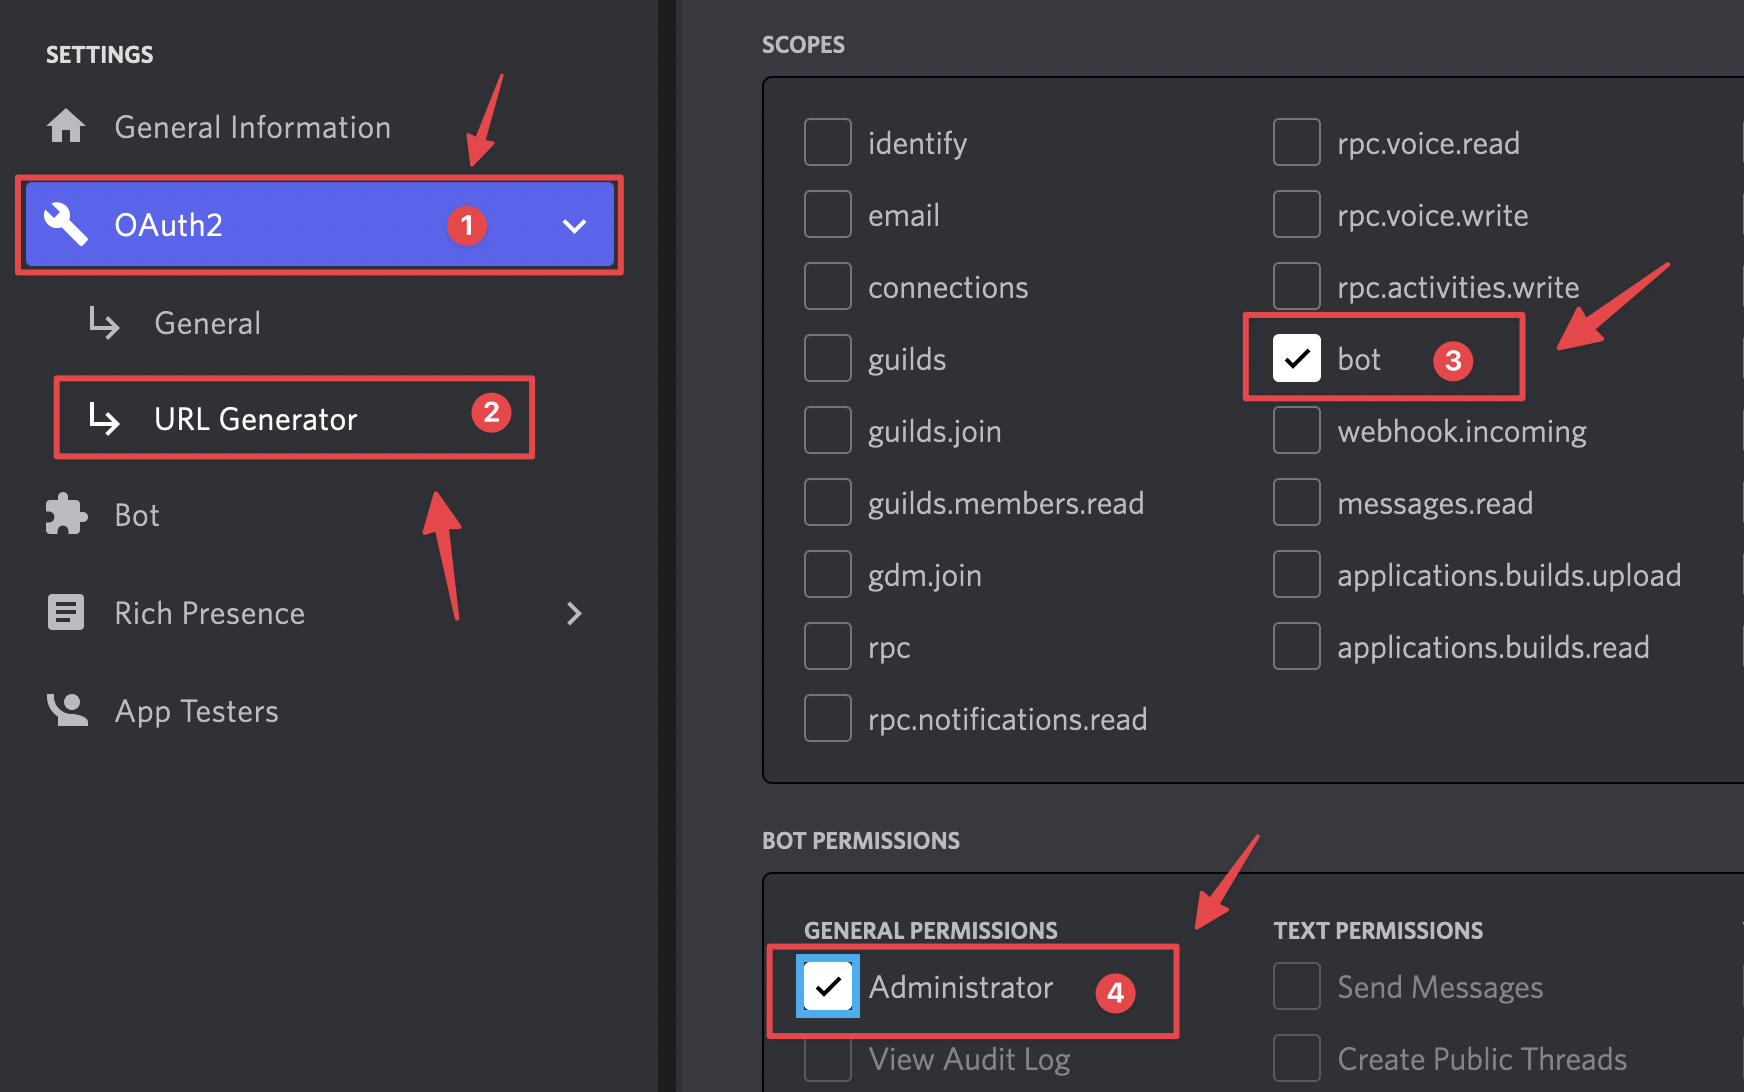 SETTINGS
General Information
OAuth2 1
General
URL Generator 2
Bot
Rich Presence
App Testers
SCOPES
identify
email
connections
guilds
guilds.join
guilds.members.read
gdm.join
rpc
rpc.notifications.read
rpc.voice.read
rpc.voice.write
rpc.activities.write
bot 3
webhook.incoming
messages.read
applications.builds.upload
applications.builds.read
BOT PERMISSIONS
GENERAL PERMISSIONS
Administrator 4
View Audit Log
TEXT PERMISSIONS
Send Messages
Create Public Threads